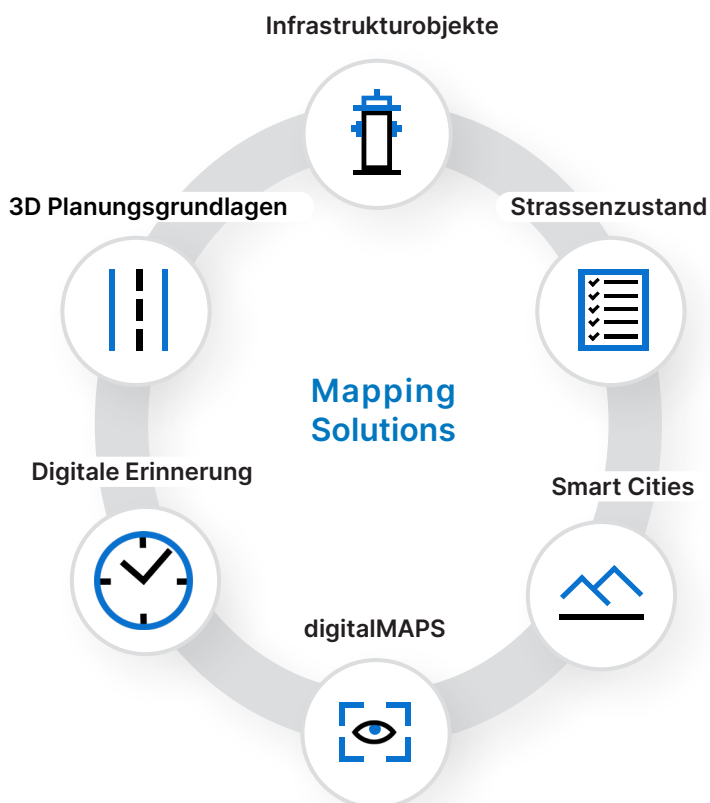 Infrastrukturobjekte
3D Planungsgrundlagen
Strassenzustand
Mapping
Solutions
Digitale Erinnerung
Smart Cities
digitalMAPS